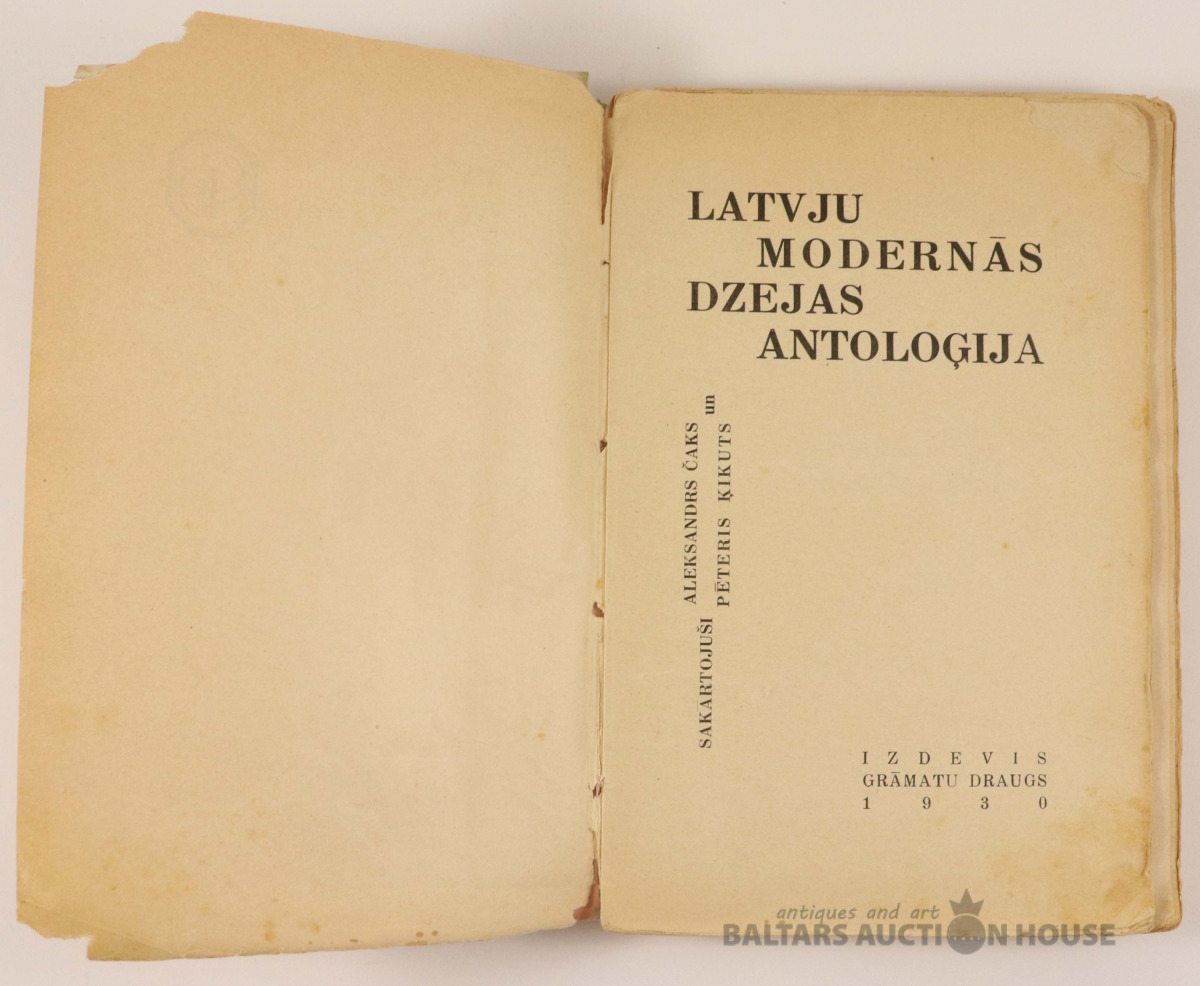 LATVJU
MODERNĀS
DZEJAS
ANTOLOĢIJA
SAKĀRTOJUŠI
ALEKSANDRS ČAKS
un
PĒTERIS ĶIKUTS
IZDEVIS
GRĀMATU DRAUGS
1930
antiques and art
BALTARS AUCTION HOUSE